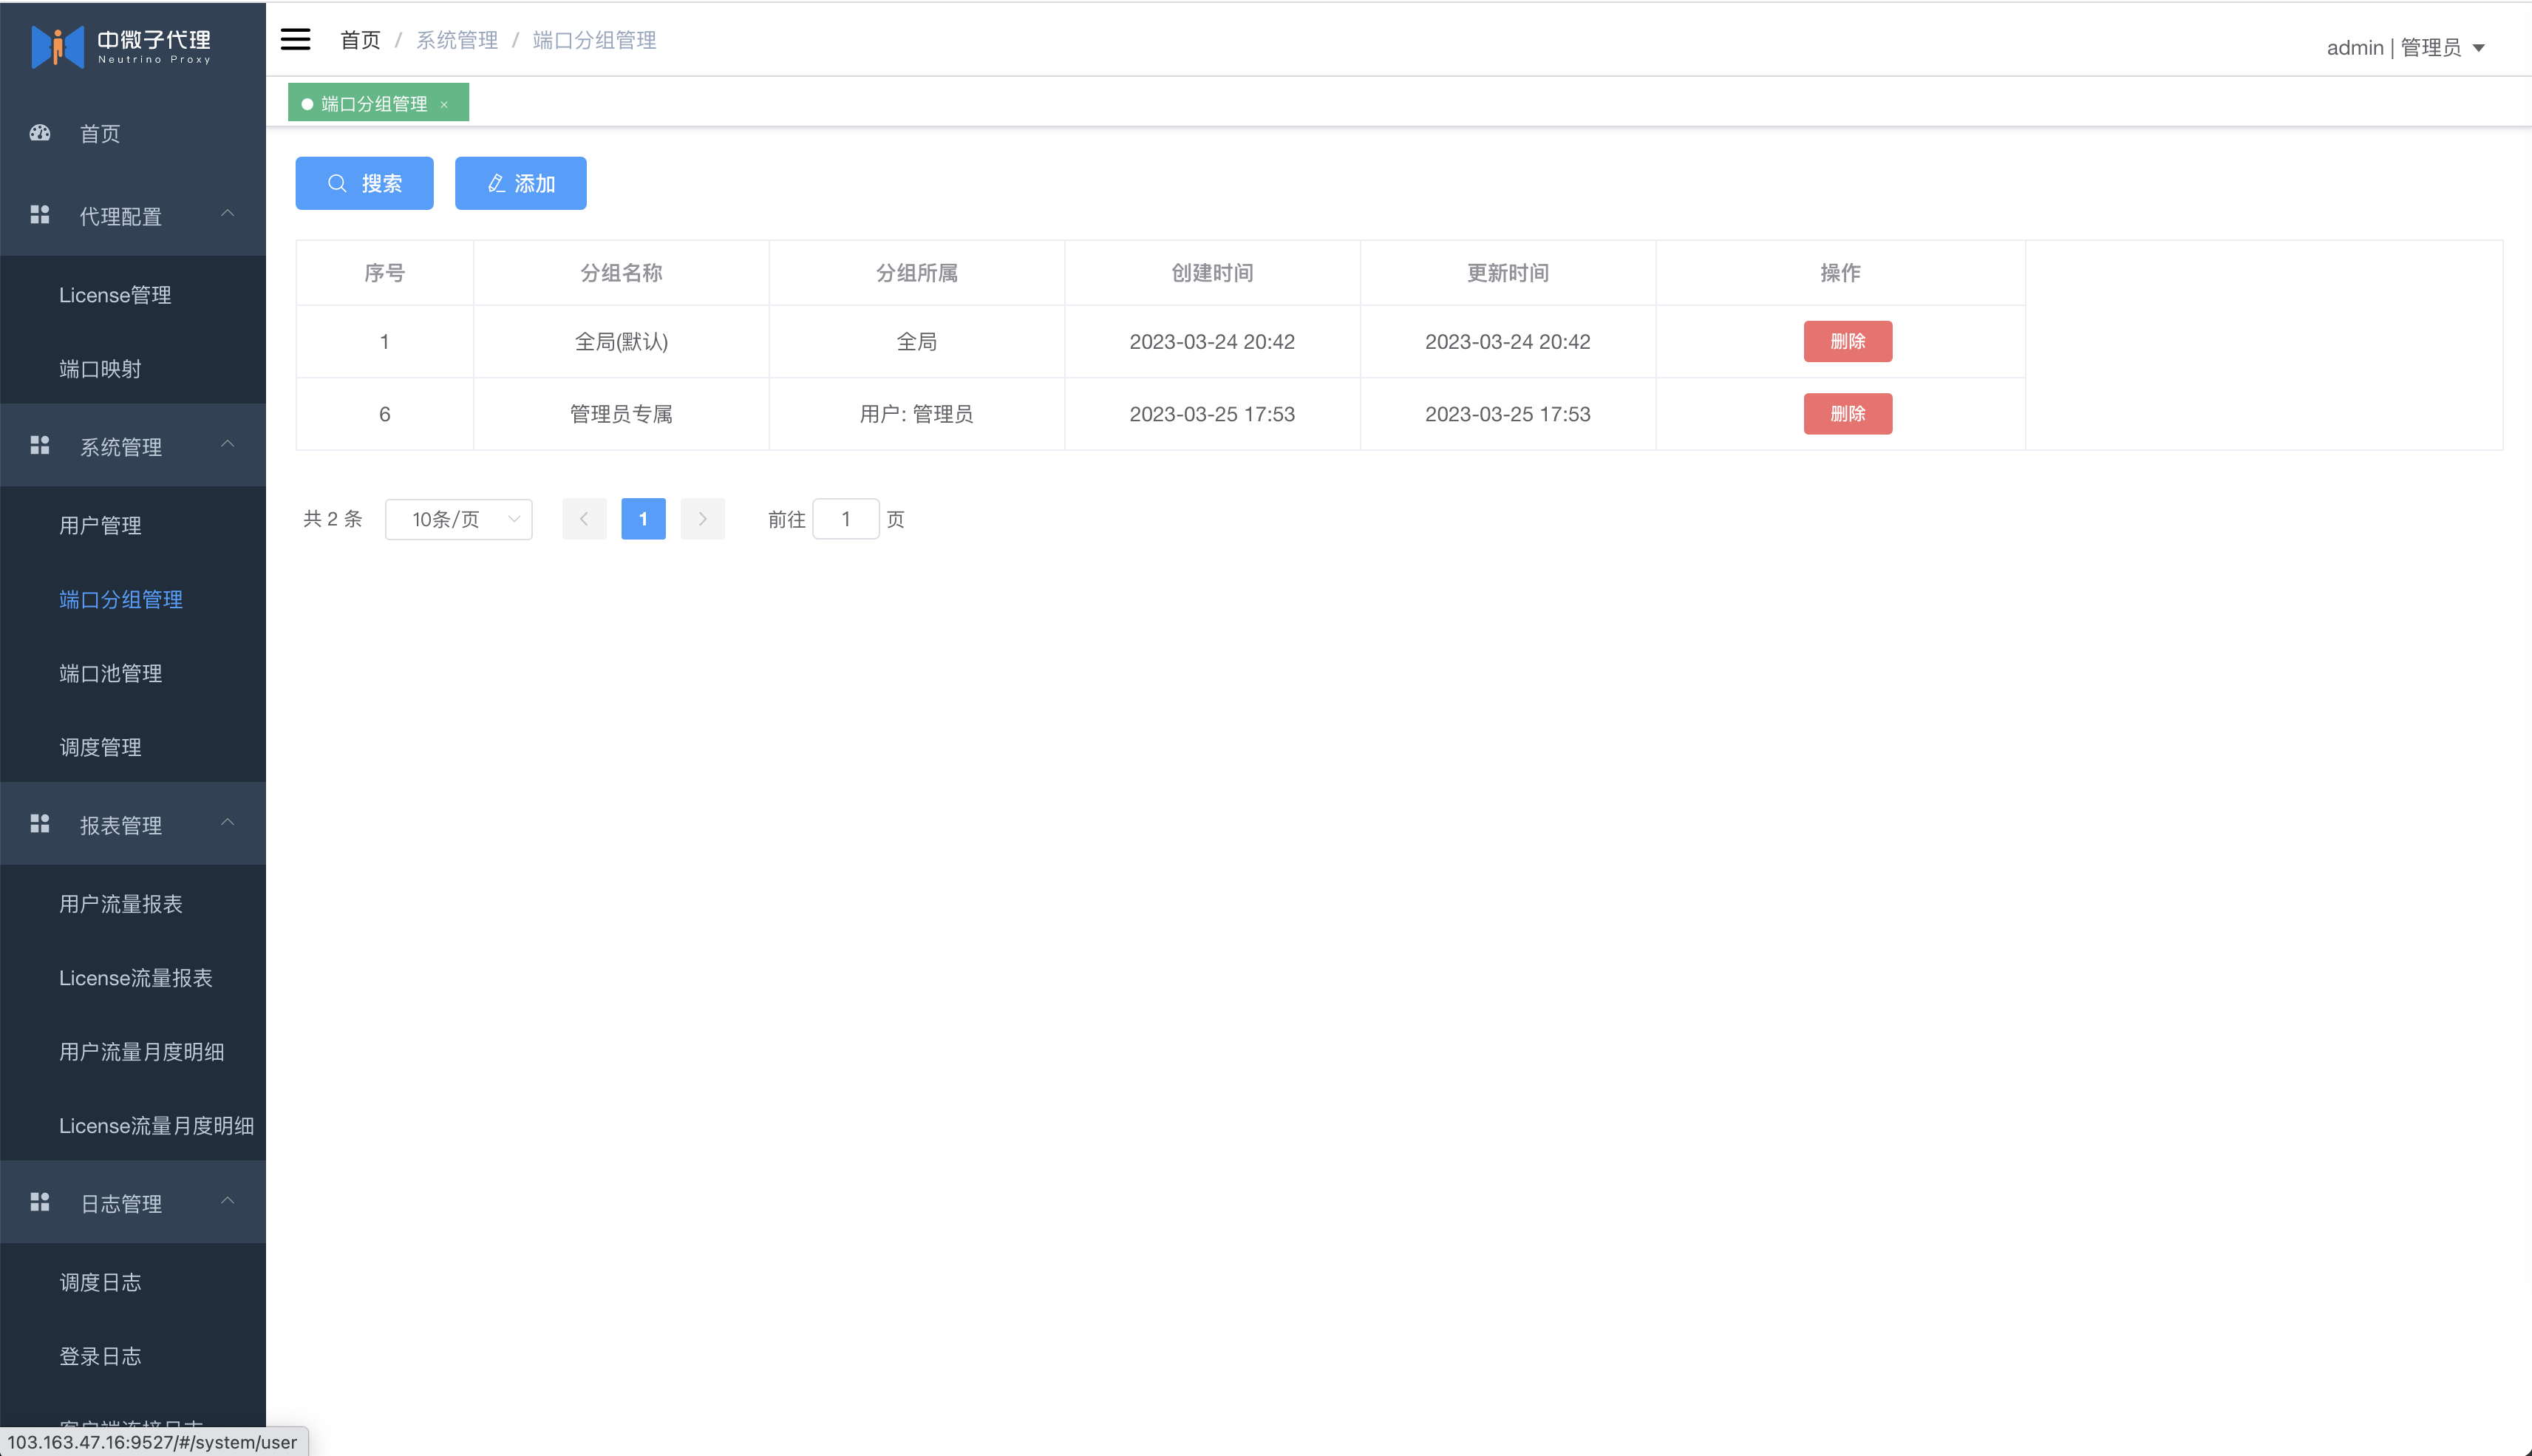 中微子代理
Neutrino Proxy
首页
代理配置
License管理
端口映射
系统管理
用户管理
端口分组管理
端口池管理
调度管理
报表管理
用户流量报表
License流量报表
用户流量月度明细
License流量月度明细
日志管理
调度日志
登录日志
客户端连接日志
103.163.47.16:9527/#/system/user
首页 / 系统管理 / 端口分组管理
admin | 管理员
端口分组管理 ×
搜索 添加
序号 分组名称 分组所属 创建时间 更新时间 操作
1 全局(默认) 全局 2023-03-24 20:42 2023-03-24 20:42 删除
6 管理员专属 用户: 管理员 2023-03-25 17:53 2023-03-25 17:53 删除
共 2 条 10条/页 1 前往 1 页